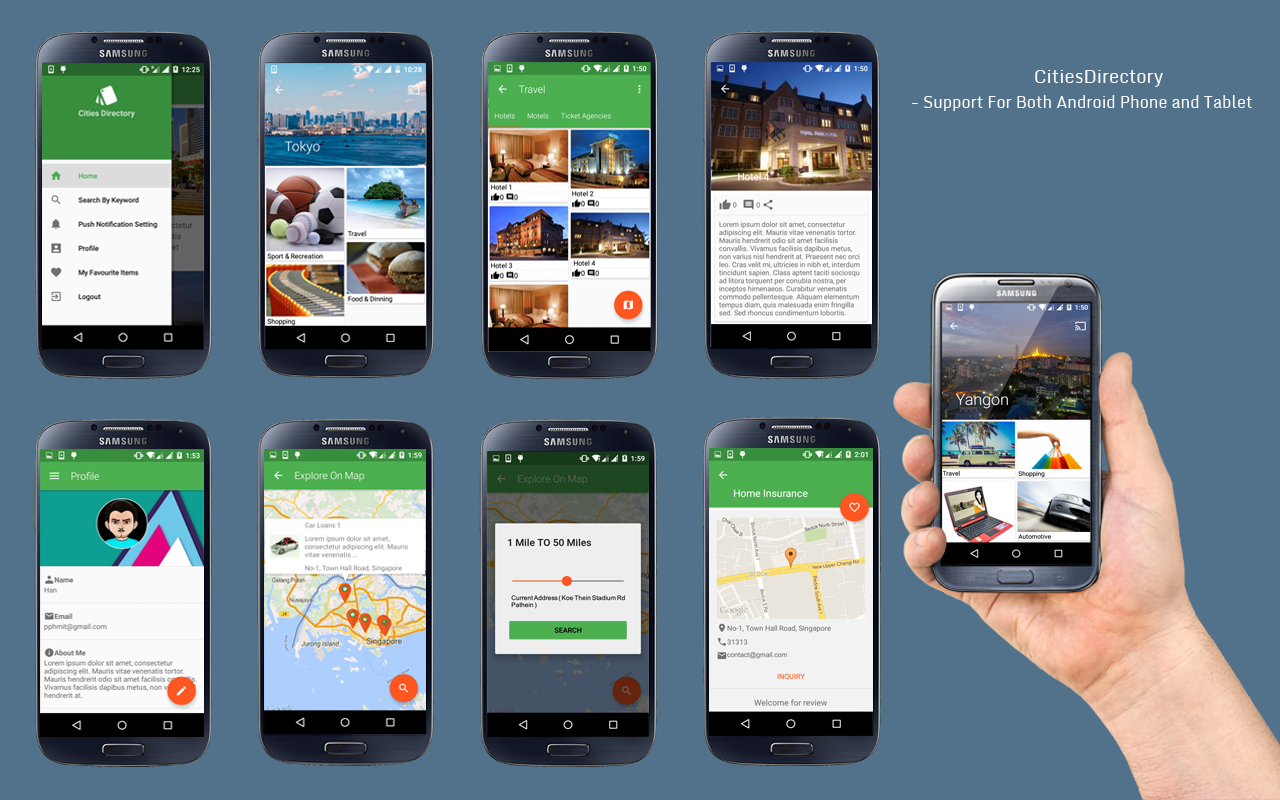 CitiesDirectory
- Support For Both Android Phone and Tablet
SAMSUNG
12:25
Cities Directory
Home
Search By Keyword
Push Notification Setting
Profile
My Favourite Items
Logout
SAMSUNG
10:28
Tokyo
Sport & Recreation
Travel
Food & Dinning
Shopping
SAMSUNG
1:50
Travel
Hotels Motels Ticket Agencies
Hotel 1
0 0
Hotel 2
0 0
Hotel 3
0 0
Hotel 4
0 0
SAMSUNG
1:50
Hotel 4
0 0
Lorem ipsum dolor sit amet, consectetur
adipiscing elit. Mauris vitae venenatis tortor.
Mauris hendrerit odio sit amet facilisis
convallis. Vivamus facilisis dapibus metus,
non varius nisl hendrerit at. Praesent nec orci
leo. Cras velit mi, ultricies in nibh et, interdum
tincidunt sapien. Class aptent taciti sociosqu
ad litora torquent per conubia nostra, per
inceptos himenaeos. Curabitur venenatis
commodo pellentesque. Aliquam elementum
tempus diam, quis malesuada enim fringilla
sed. Sed rhoncus condimentum lobortis.
SAMSUNG
1:50
Yangon
Travel
Shopping
Automotive
SAMSUNG
1:53
Profile
Name
Han
Email
pphmit@gmail.com
About Me
Lorem ipsum dolor sit amet, consectetur
adipiscing elit. Mauris vitae venenatis tortor.
Mauris hendrerit odio sit amet facilisis
Vivamus facilisis dapibus metus, non
hendrerit at.
SAMSUNG
1:59
Explore On Map
Car Loans 1
Lorem ipsum dolor sit amet,
consectetur adipiscing elit. Mauris
vitae venenatis ...
No-1, Town Hall Road, Singapore
Gelang Patah
Nusajaya
Jurong Island
Singapore
SAMSUNG
1:59
Explore On Map
1 Mile TO 50 Miles
Current Address ( Koe Thein Stadium Rd
Pathein )
SEARCH
SAMSUNG
2:01
Home Insurance
Bedok North Street 1
New Upper Changi Rd
Google
No-1, Town Hall Road, Singapore
31313
contact@gmail.com
INQUIRY
Welcome for review